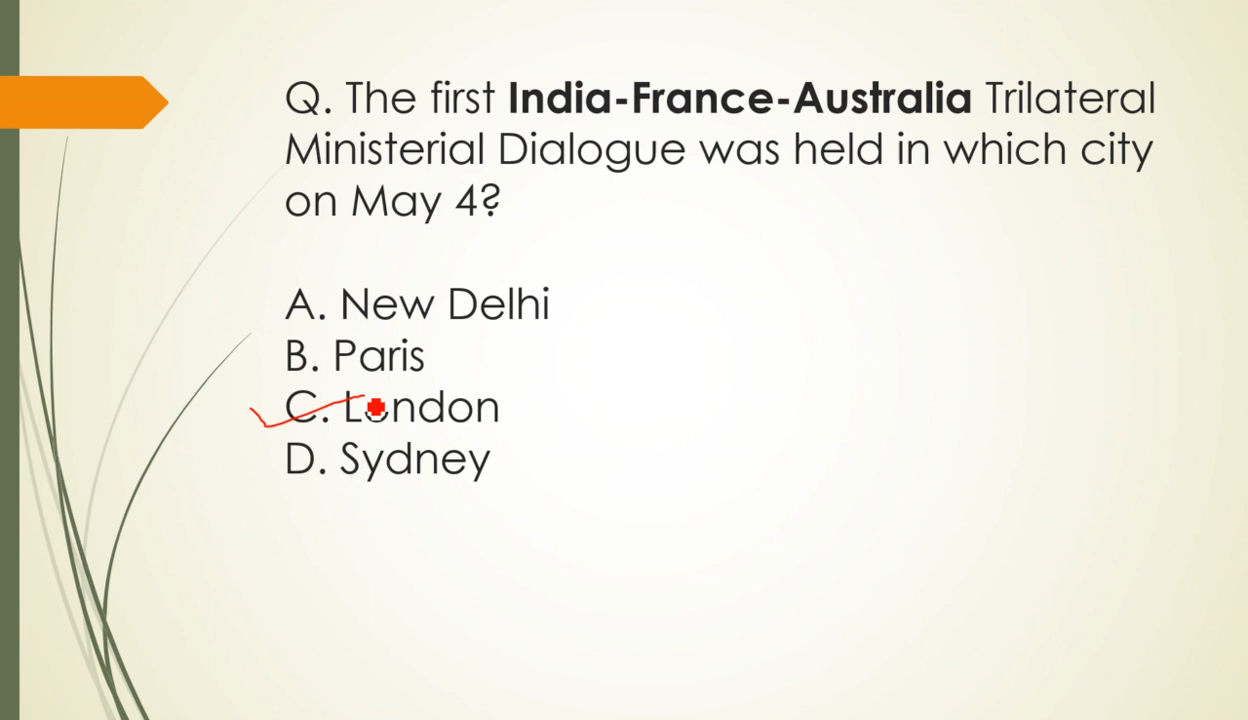 Q. The first India-France-Australia Trilateral
Ministerial Dialogue was held in which city
on May 4?
A. New Delhi
B. Paris
C. London
D. Sydney